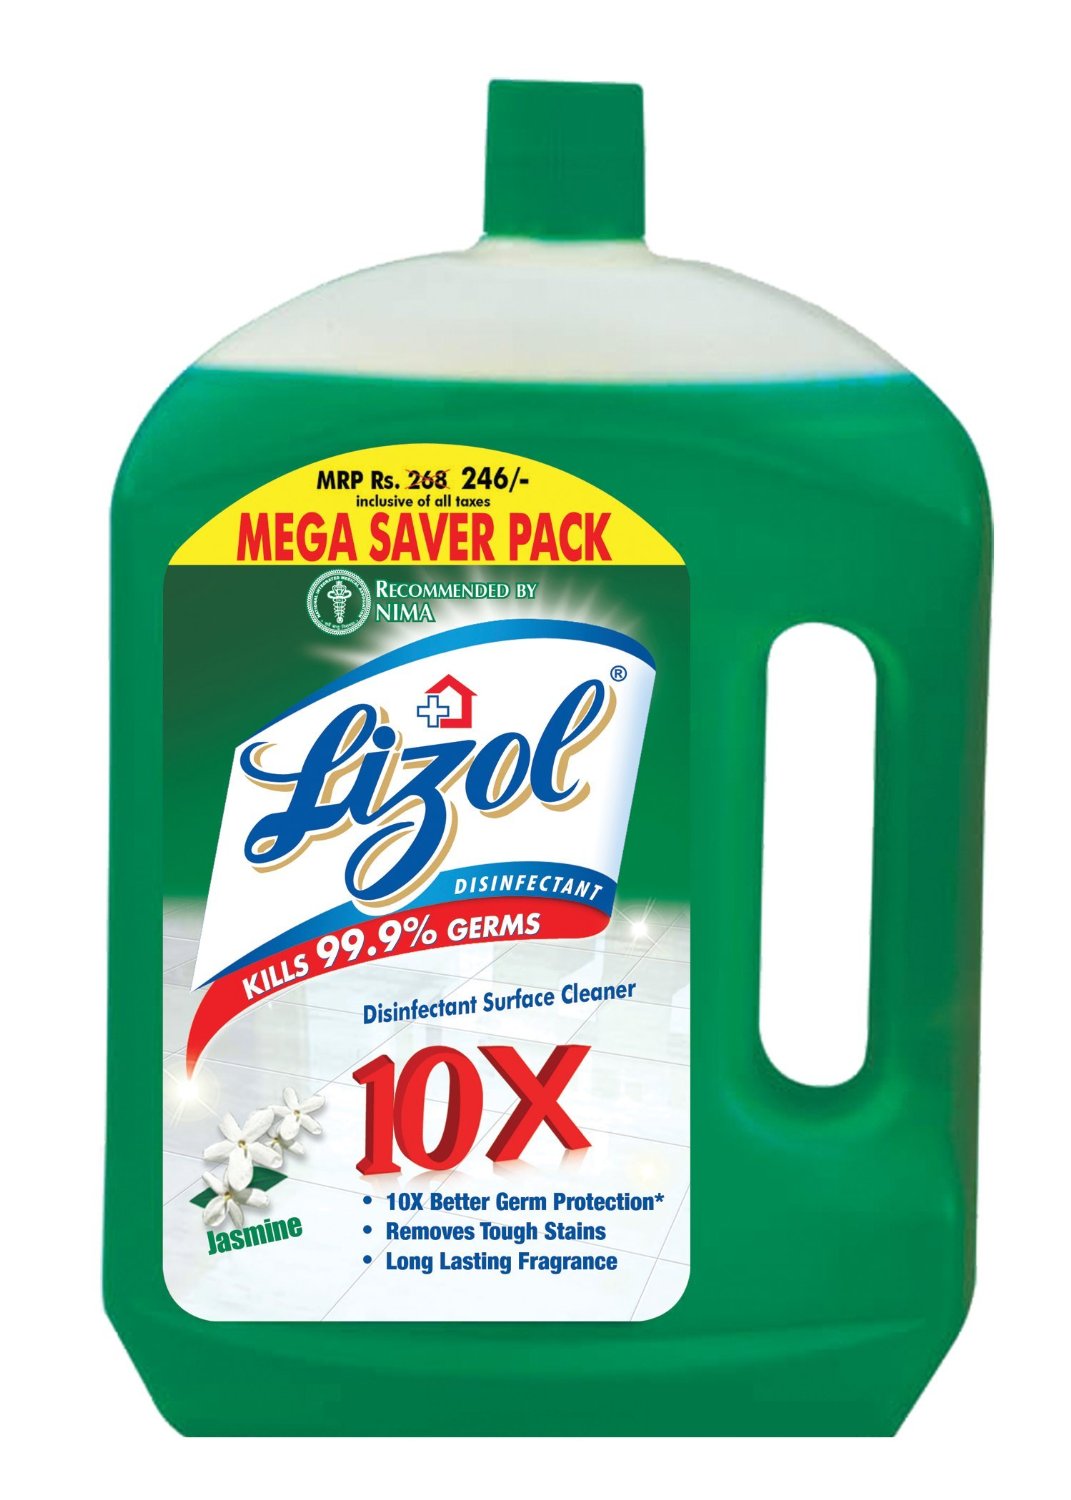 MRP Rs. 268 246/-
inclusive of all taxes
MEGA SAVER PACK
RECOMMENDED BY
NIMA
Lizol®
DISINFECTANT
KILLS 99.9% GERMS
Disinfectant Surface Cleaner
10X
• 10X Better Germ Protection*
• Removes Tough Stains
• Long Lasting Fragrance
Jasmine